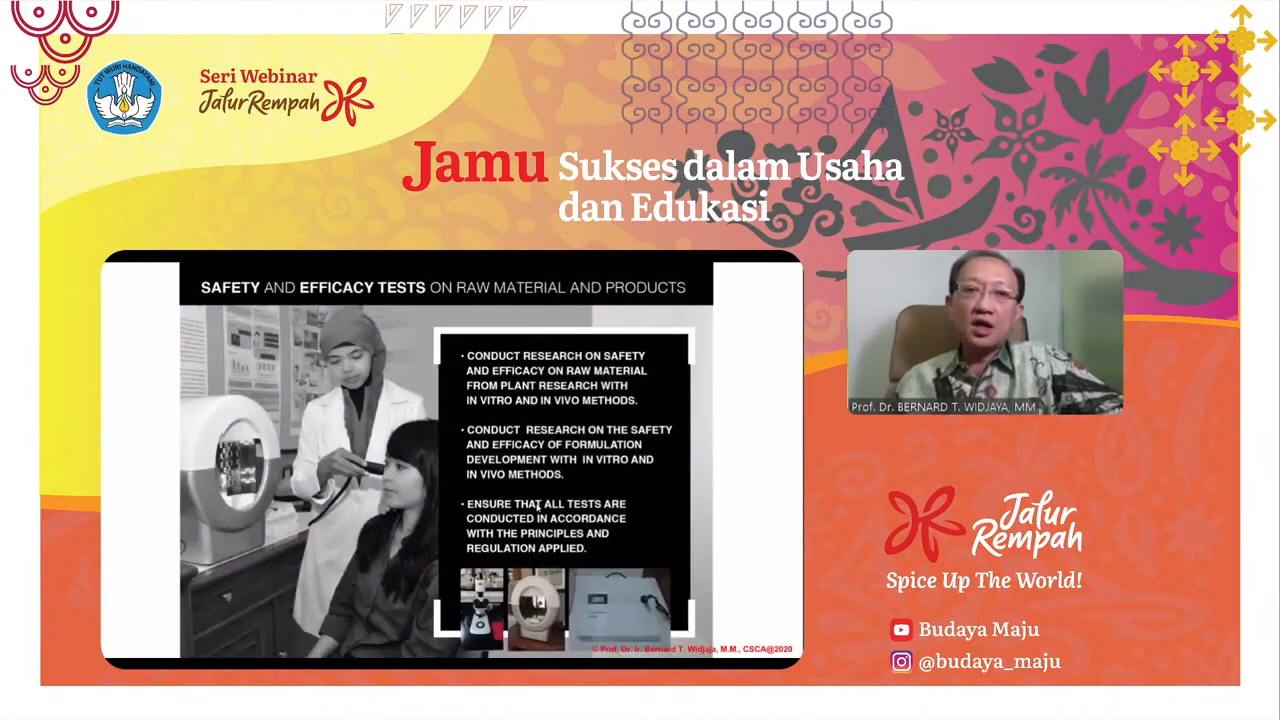 TUT WURI HANDAYANI
Seri Webinar
Jalur Rempah
Jamu Sukses dalam Usaha
dan Edukasi
SAFETY AND EFFICACY TESTS ON RAW MATERIAL AND PRODUCTS
• CONDUCT RESEARCH ON SAFETY
AND EFFICACY ON RAW MATERIAL
FROM PLANT RESEARCH WITH
IN VITRO AND IN VIVO METHODS.
• CONDUCT RESEARCH ON THE SAFETY
AND EFFICACY OF FORMULATION
DEVELOPMENT WITH IN VITRO AND
IN VIVO METHODS.
• ENSURE THAT ALL TESTS ARE
CONDUCTED IN ACCORDANCE
WITH THE PRINCIPLES AND
REGULATION APPLIED.
© Prof. Dr. Ir. Bernard T. Widjaja, M.M., CSCA@2020
Prof. Dr. BERNARD T. WIDJAYA, MM
Jalur
Rempah
Spice Up The World!
Budaya Maju
@budaya_maju